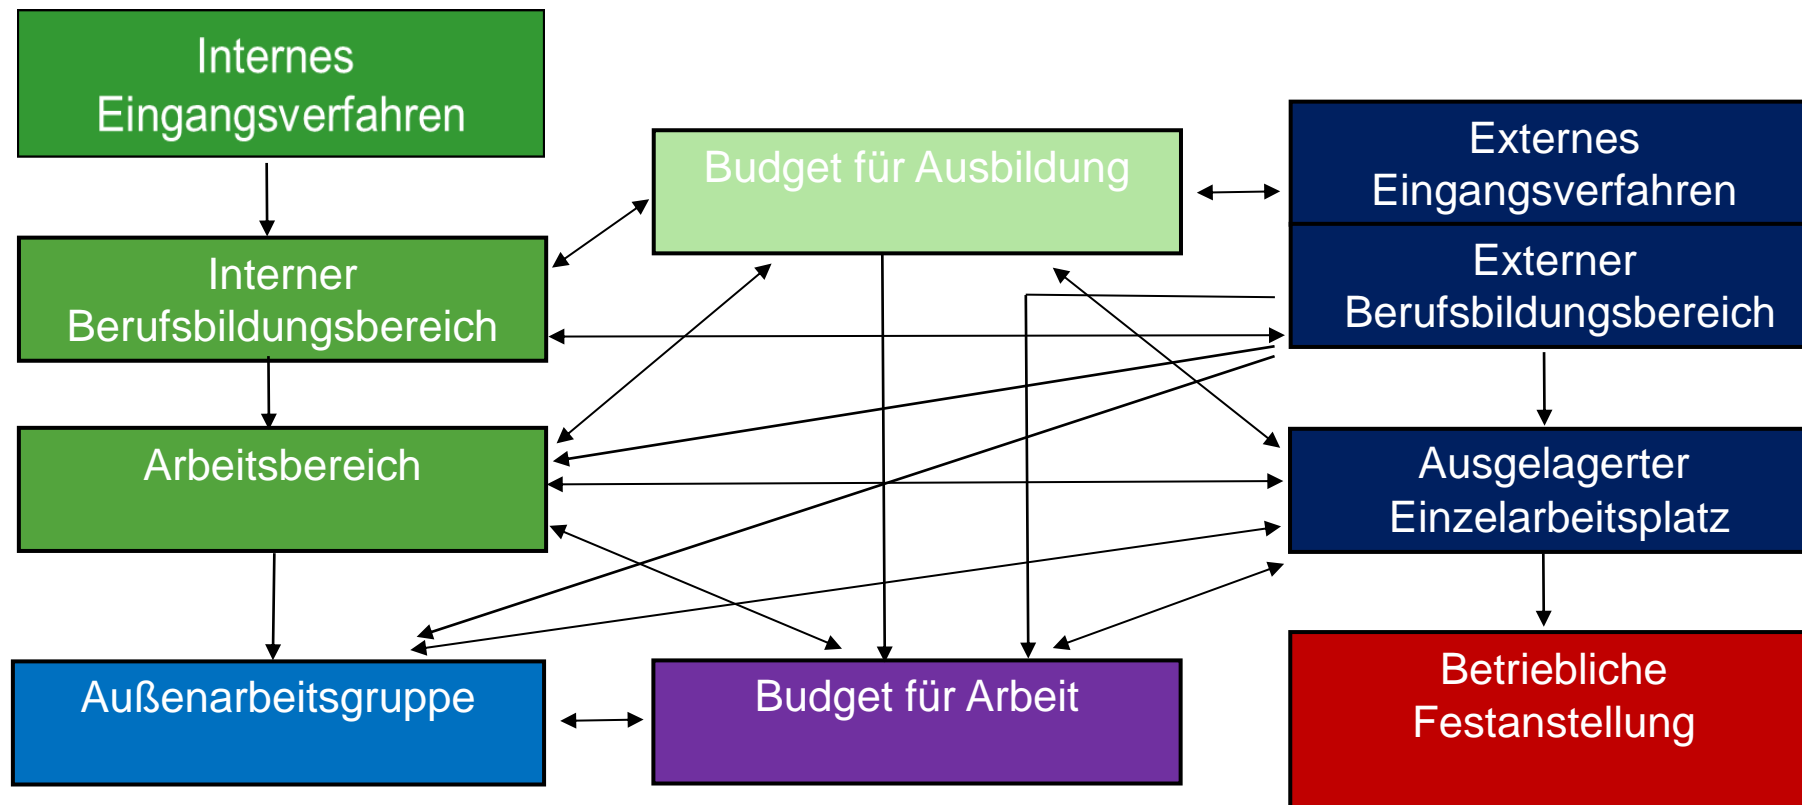 Internes
Eingangsverfahren
Budget für Ausbildung
Externes
Eingangsverfahren
Interner
Berufsbildungsbereich
Externer
Berufsbildungsbereich
Arbeitsbereich
Ausgelagerter
Einzelarbeitsplatz
Außenarbeitsgruppe
Budget für Arbeit
Betriebliche
Festanstellung